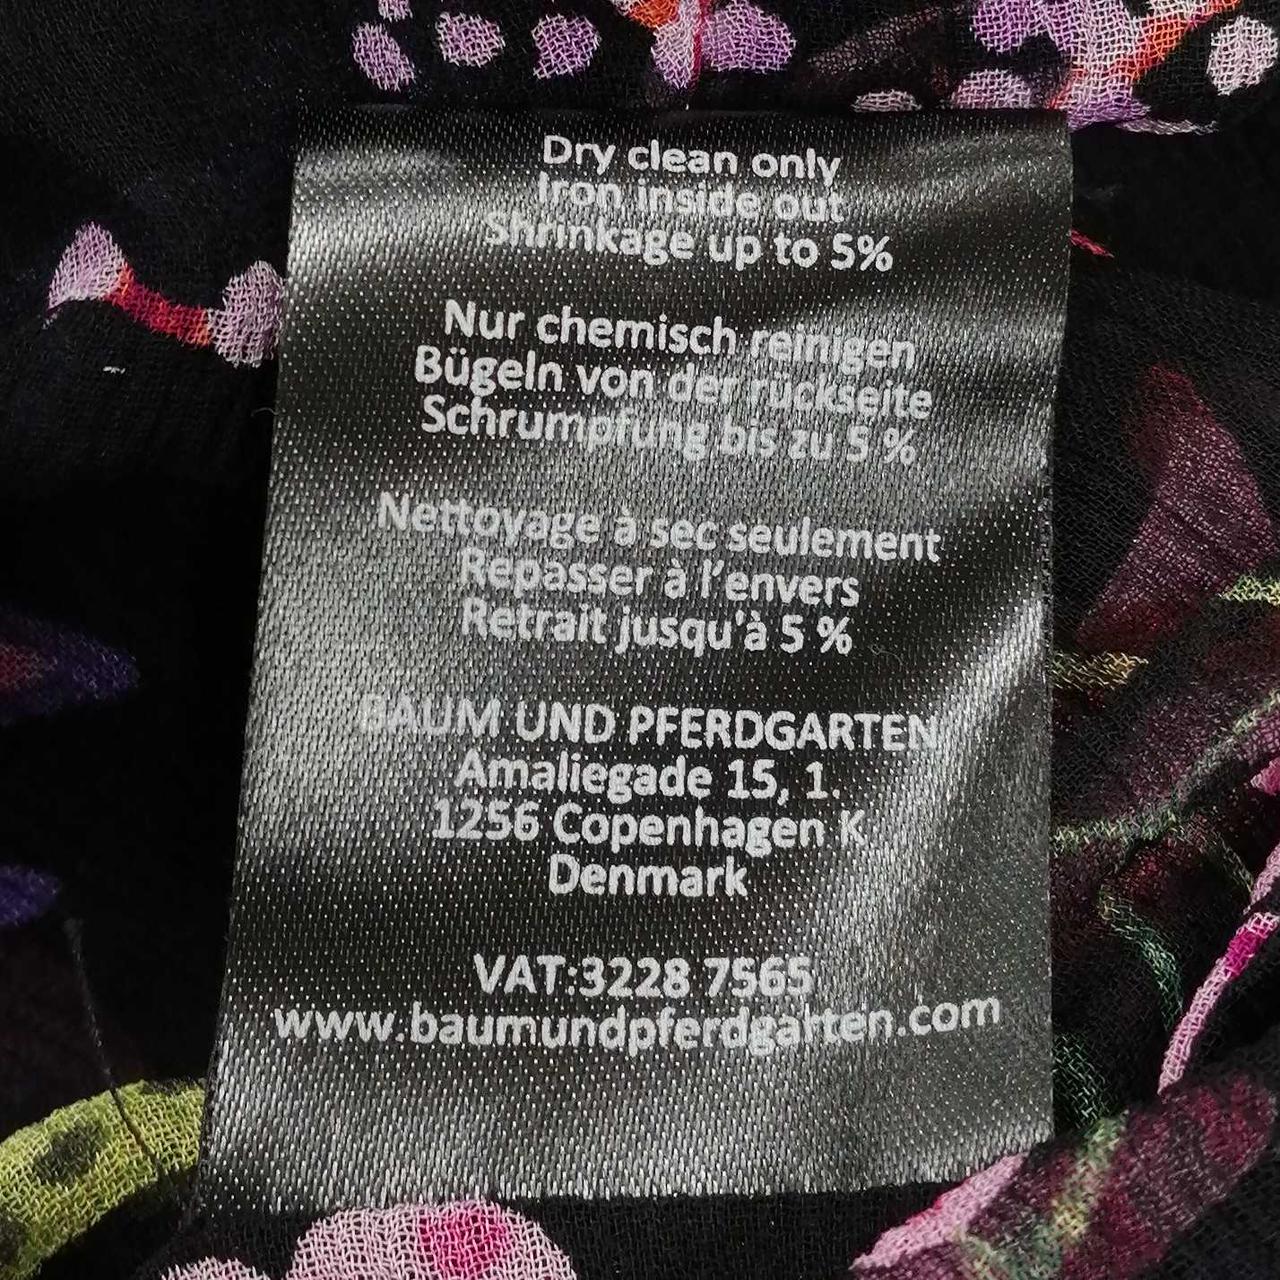 Dry clean only
Iron inside out
Shrinkage up to 5%
Nur chemisch reinigen
Bügeln von der rückseite
Schrumpfung bis zu 5 %
Nettoyage à sec seulement
Repasser à l'envers
Retrait jusqu'à 5 %
BAUM UND PFERDGARTEN
Amaliegade 15, 1.
1256 Copenhagen K
Denmark
VAT:3228 7565
www.baumundpferdgarten.com